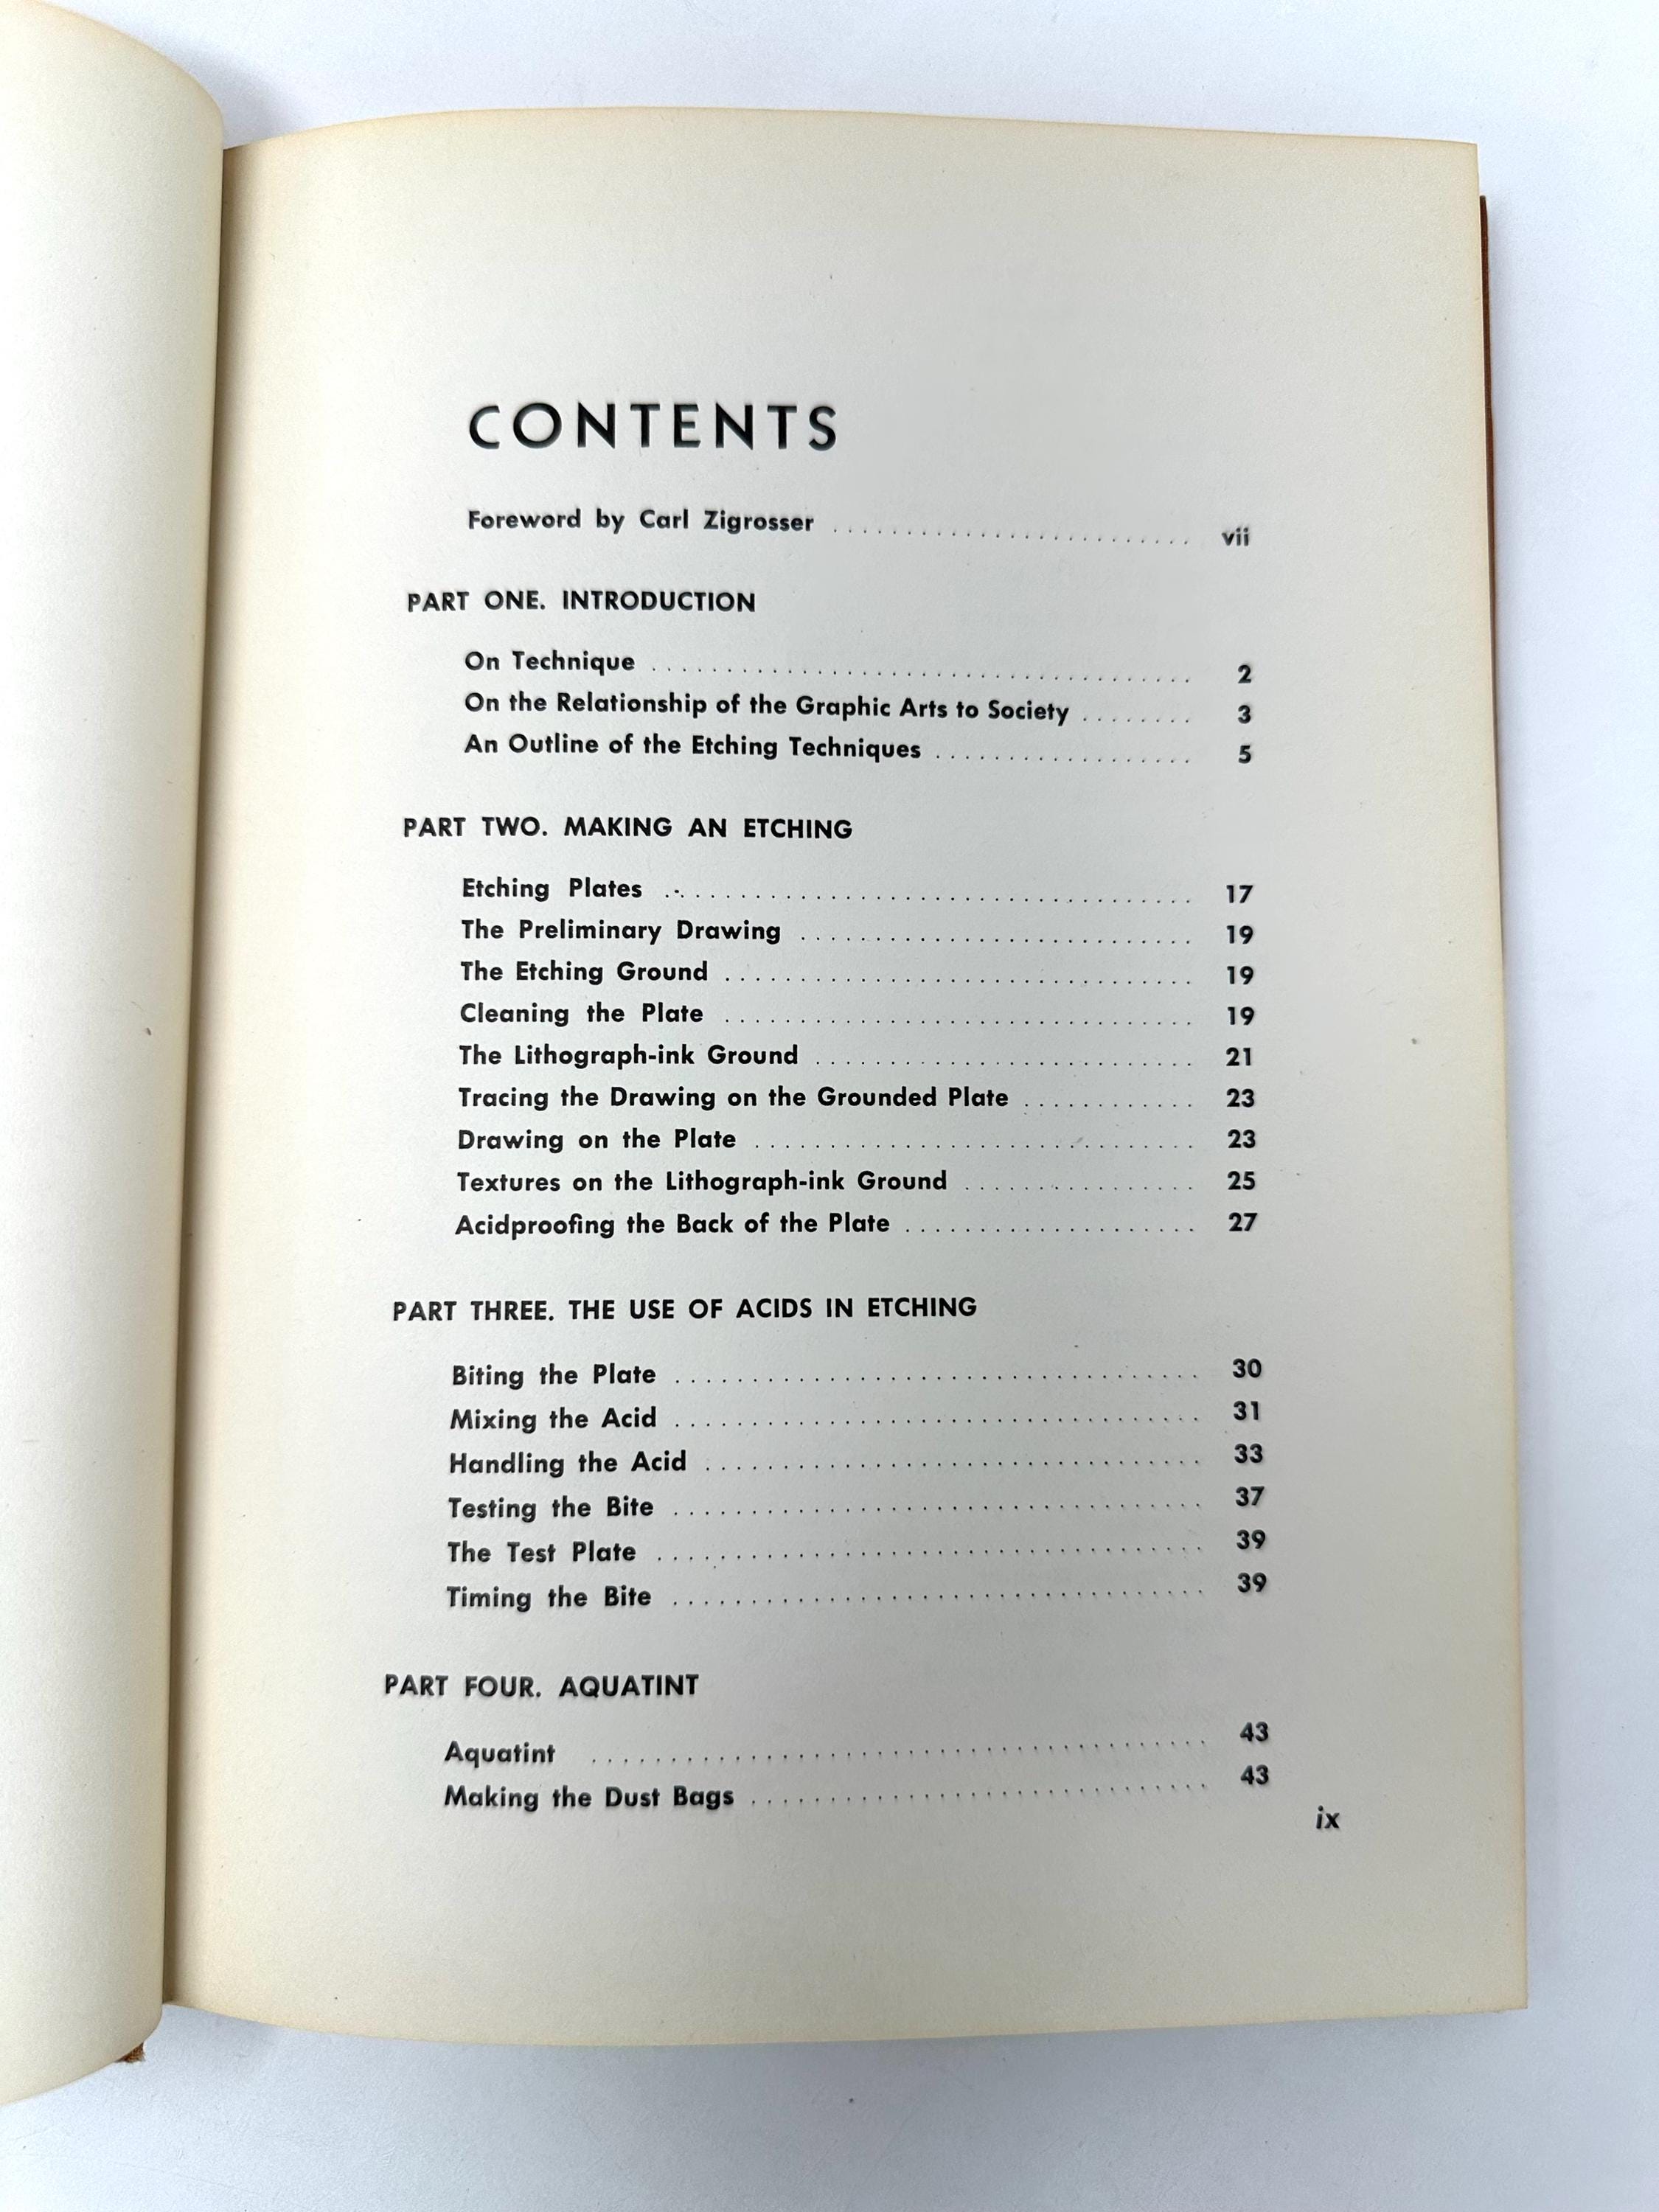 CONTENTS
Foreword by Carl Zigrosser ........................ vii
PART ONE. INTRODUCTION
On Technique .................................... 2
On the Relationship of the Graphic Arts to Society ........ 3
An Outline of the Etching Techniques .................. 5
PART TWO. MAKING AN ETCHING
Etching Plates .................................... 17
The Preliminary Drawing ........................... 19
The Etching Ground ................................ 19
Cleaning the Plate ................................ 19
The Lithograph-ink Ground .......................... 21
Tracing the Drawing on the Grounded Plate ............ 23
Drawing on the Plate .............................. 23
Textures on the Lithograph-ink Ground ................ 25
Acidproofing the Back of the Plate .................... 27
PART THREE. THE USE OF ACIDS IN ETCHING
Biting the Plate .................................. 30
Mixing the Acid .................................. 31
Handling the Acid ................................ 33
Testing the Bite .................................. 37
The Test Plate ................................... 39
Timing the Bite .................................. 39
PART FOUR. AQUATINT
Aquatint ........................................ 43
Making the Dust Bags ............................. 43
ix